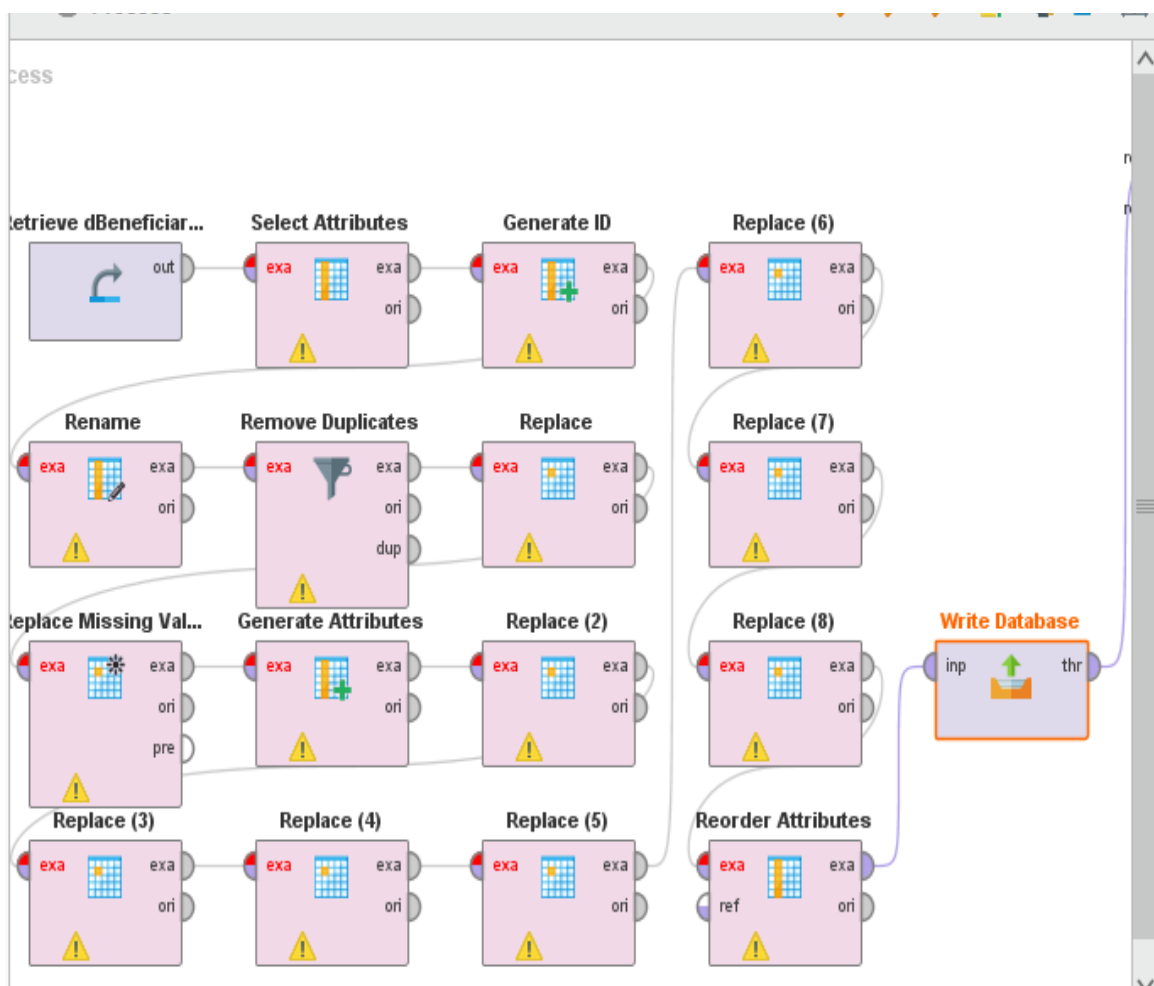 cess
Retrieve dBeneficiar...
Select Attributes
Generate ID
Replace (6)
out
exa
exa
ori
exa
exa
ori
exa
exa
ori
Rename
Remove Duplicates
Replace
Replace (7)
exa
exa
ori
exa
exa
ori
dup
exa
exa
ori
exa
exa
ori
Replace Missing Val...
Generate Attributes
Replace (2)
Replace (8)
Write Database
exa
exa
ori
pre
exa
exa
ori
exa
exa
ori
exa
exa
ori
inp
thr
Replace (3)
Replace (4)
Replace (5)
Reorder Attributes
exa
exa
ori
exa
exa
ori
exa
exa
ori
exa
exa
ref
ori